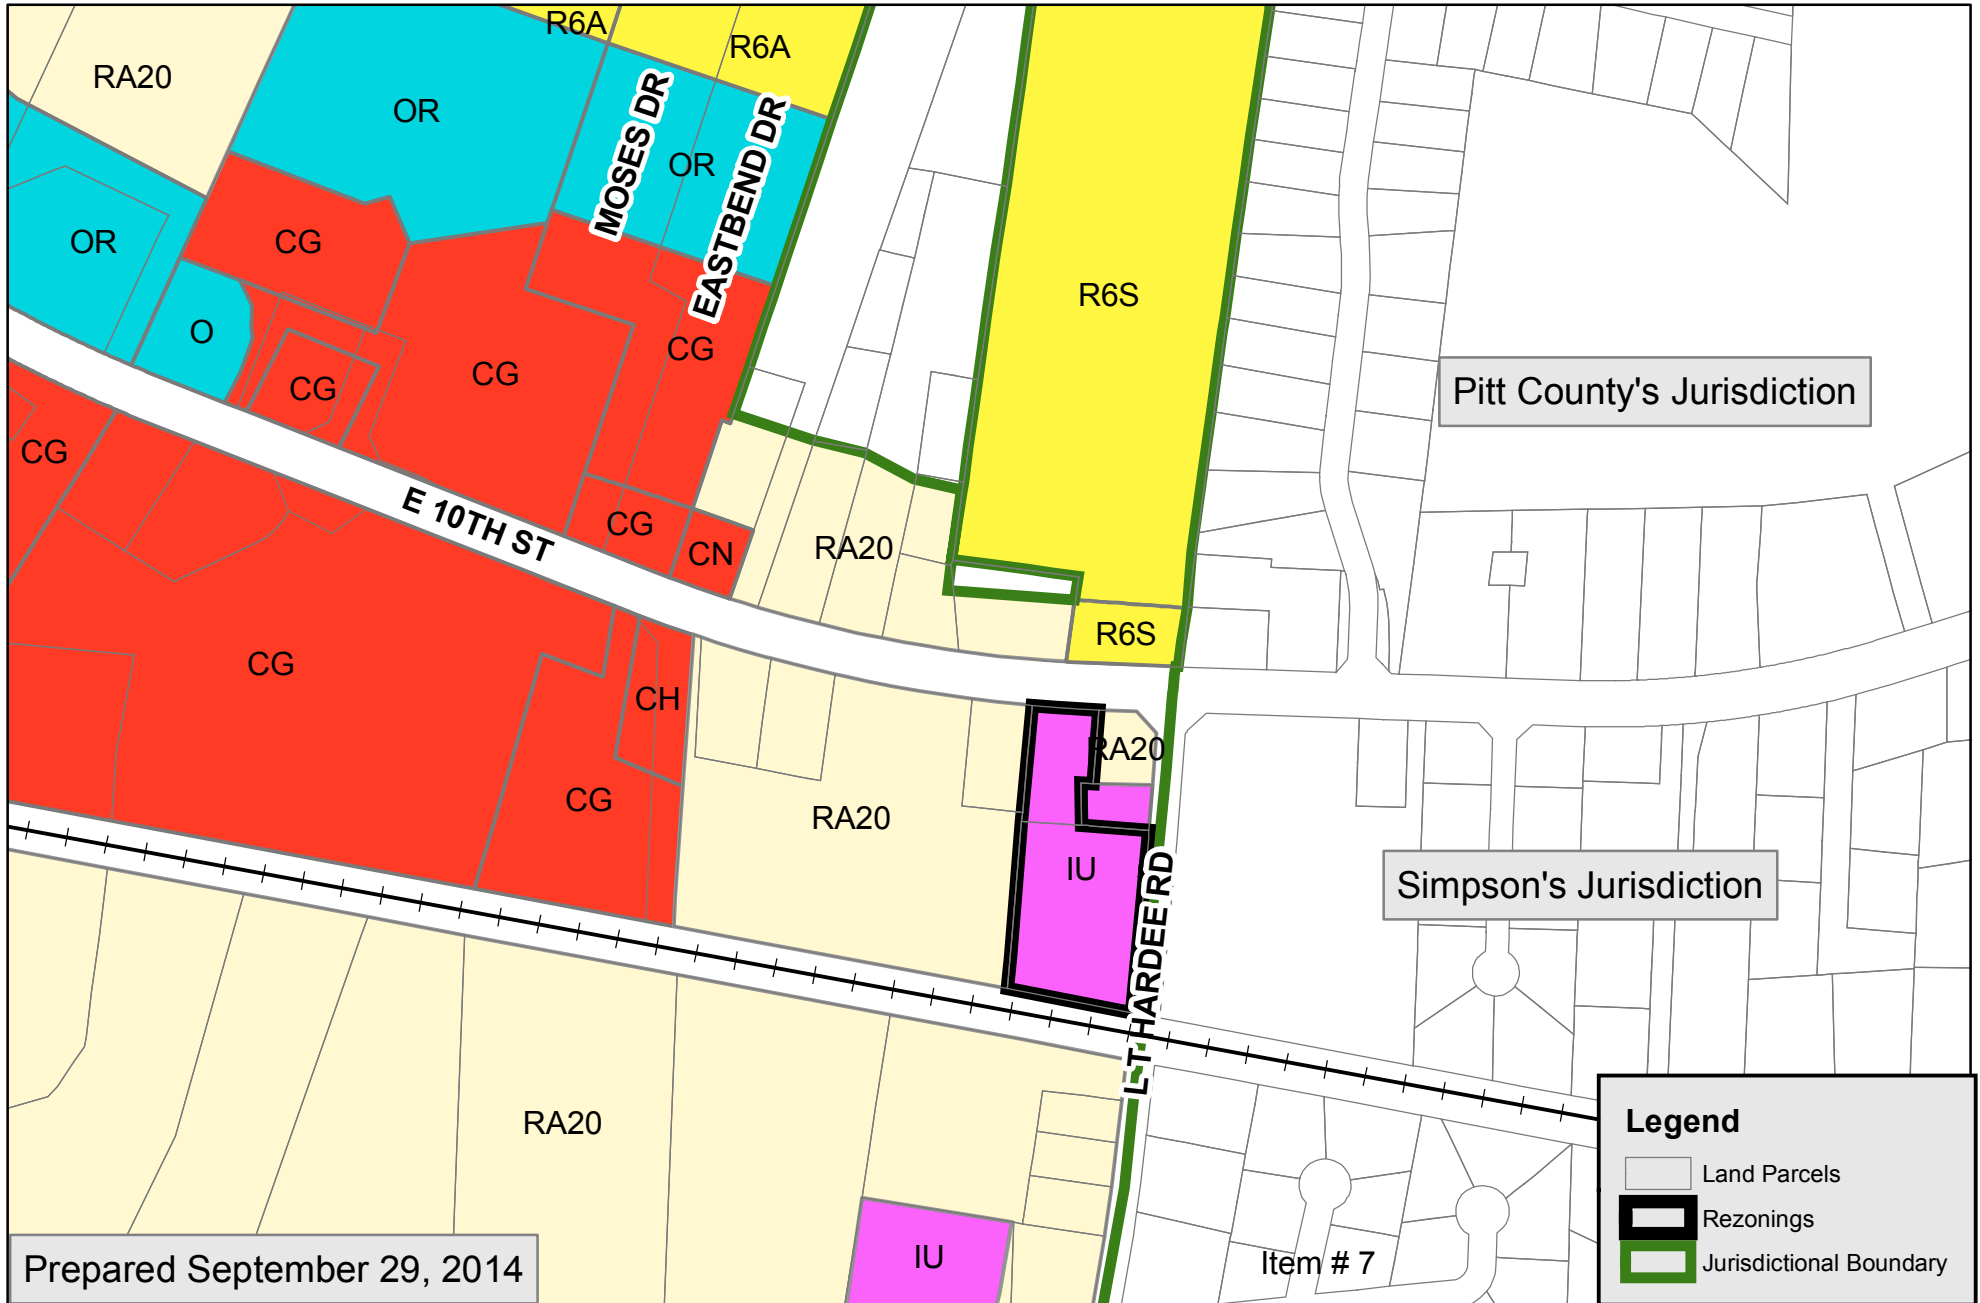 R6A
R6A
RA20
OR
MOSES DR
EASTBEND DR
OR
OR
CG
R6S
O
CG
CG
CG
Pitt County's Jurisdiction
CG
E 10TH ST
CG
CN
RA20
R6S
CG
CH
RA20
CG
RA20
IU
Simpson's Jurisdiction
LT HARDEE RD
RA20
IU
Item # 7
Prepared September 29, 2014
Legend
Land Parcels
Rezonings
Jurisdictional Boundary